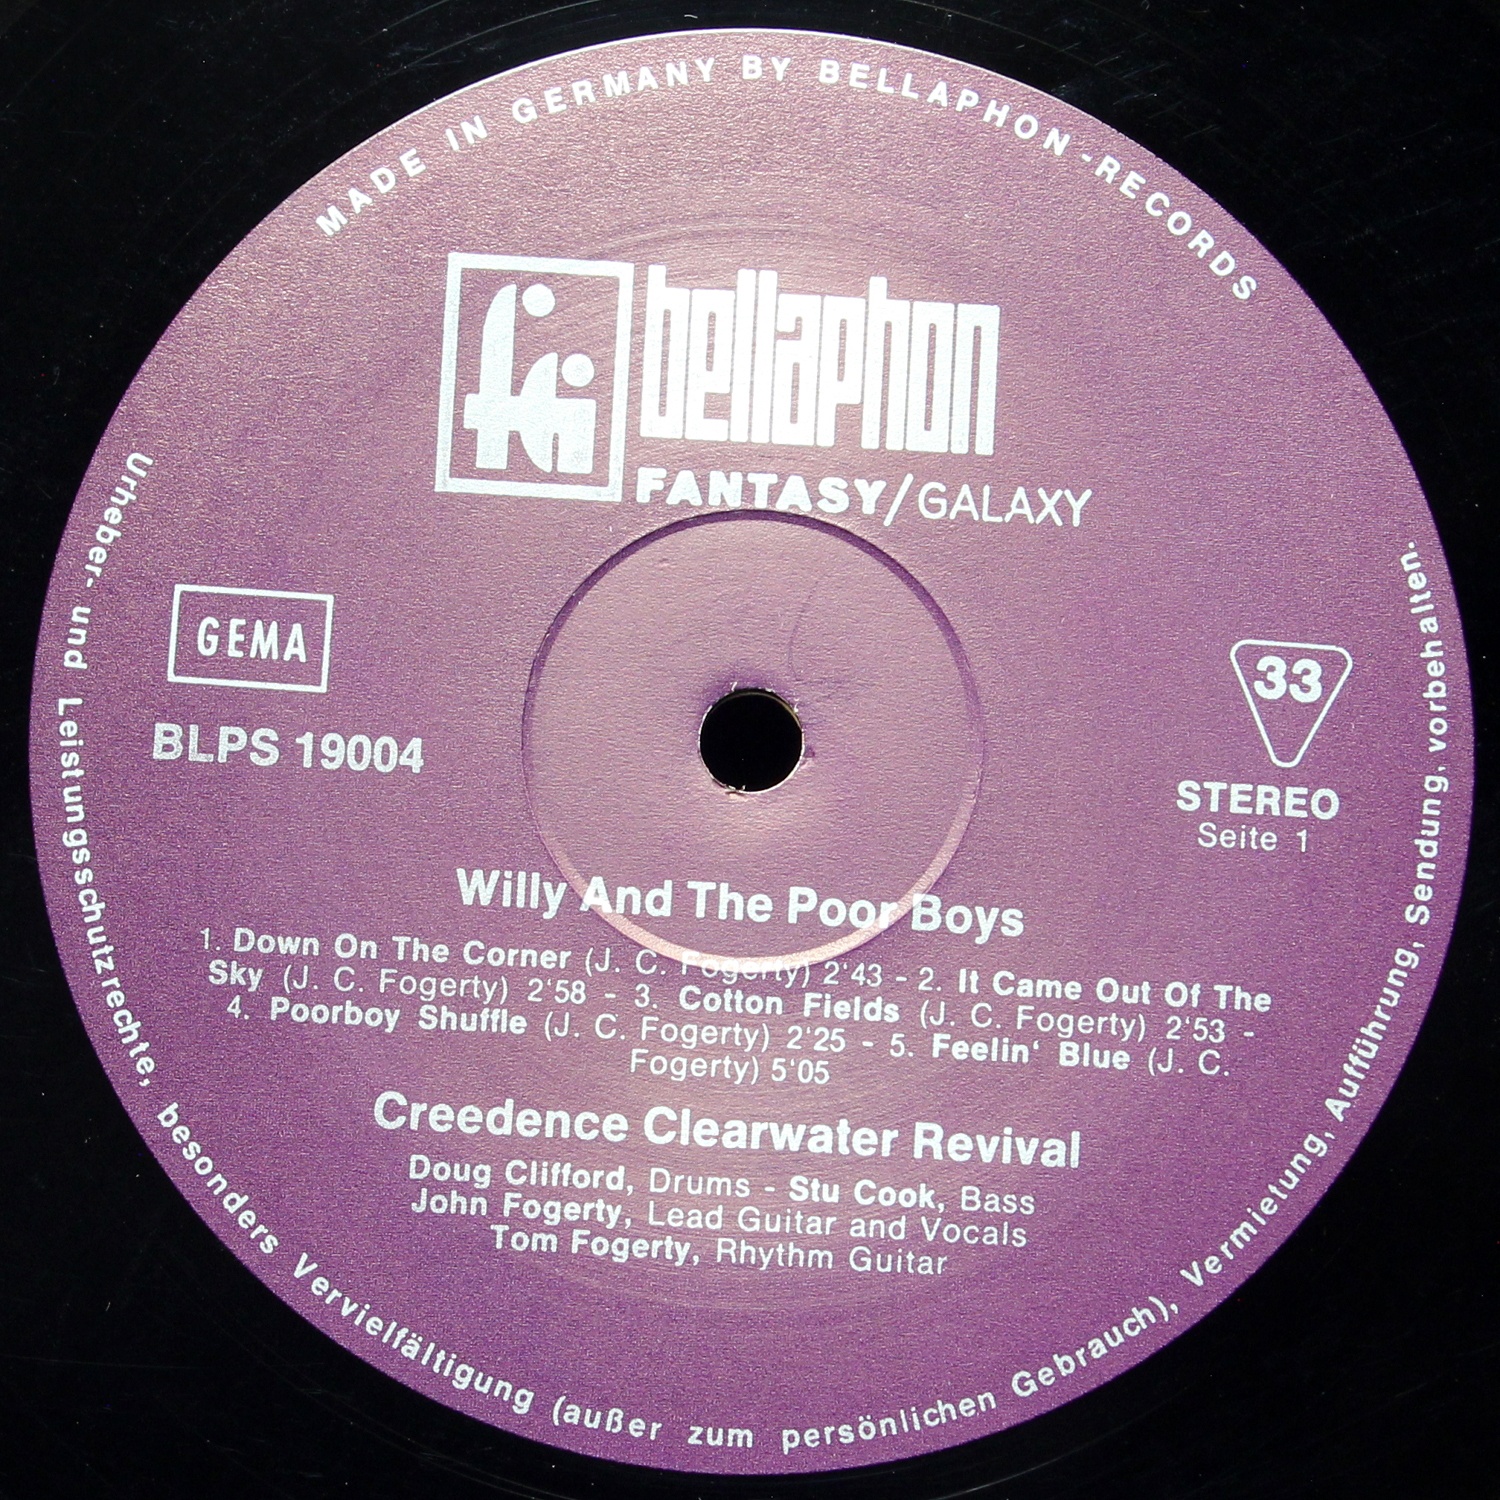 MADE IN GERMANY BY BELLAPHON-RECORDS
fi fi
bellaphon
FANTASY/GALAXY
GEMA
BLPS 19004
33
STEREO
Seite 1
Willy And The Poor Boys
1. Down On The Corner (J. C. Fogerty) 2'43 - 2. It Came Out Of The
Sky (J. C. Fogerty) 2'58 - 3. Cotton Fields (J. C. Fogerty) 2'53 -
4. Poorboy Shuffle (J. C. Fogerty) 2'25 - 5. Feelin' Blue (J. C.
Fogerty) 5'05
Creedence Clearwater Revival
Doug Clifford, Drums - Stu Cook, Bass
John Fogerty, Lead Guitar and Vocals
Tom Fogerty, Rhythm Guitar
Urheber- und Leistungsschutzrechte, besonders Vervielfältigung (außer zum persönlichen Gebrauch), Vermietung, Aufführung, Sendung, vorbehalten.